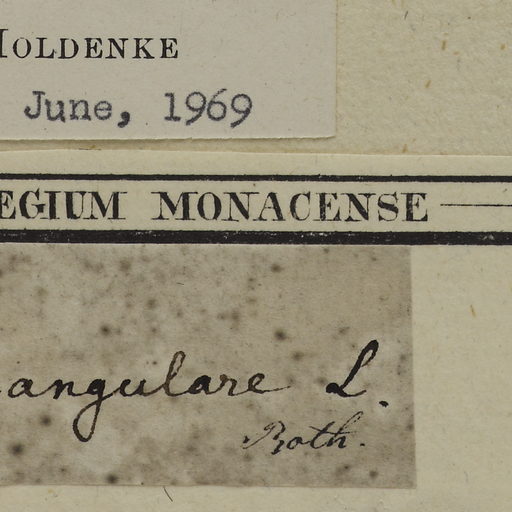 MOLDENKE
June, 1969
EGIUM MONACENSE
angulare L.
Roth.